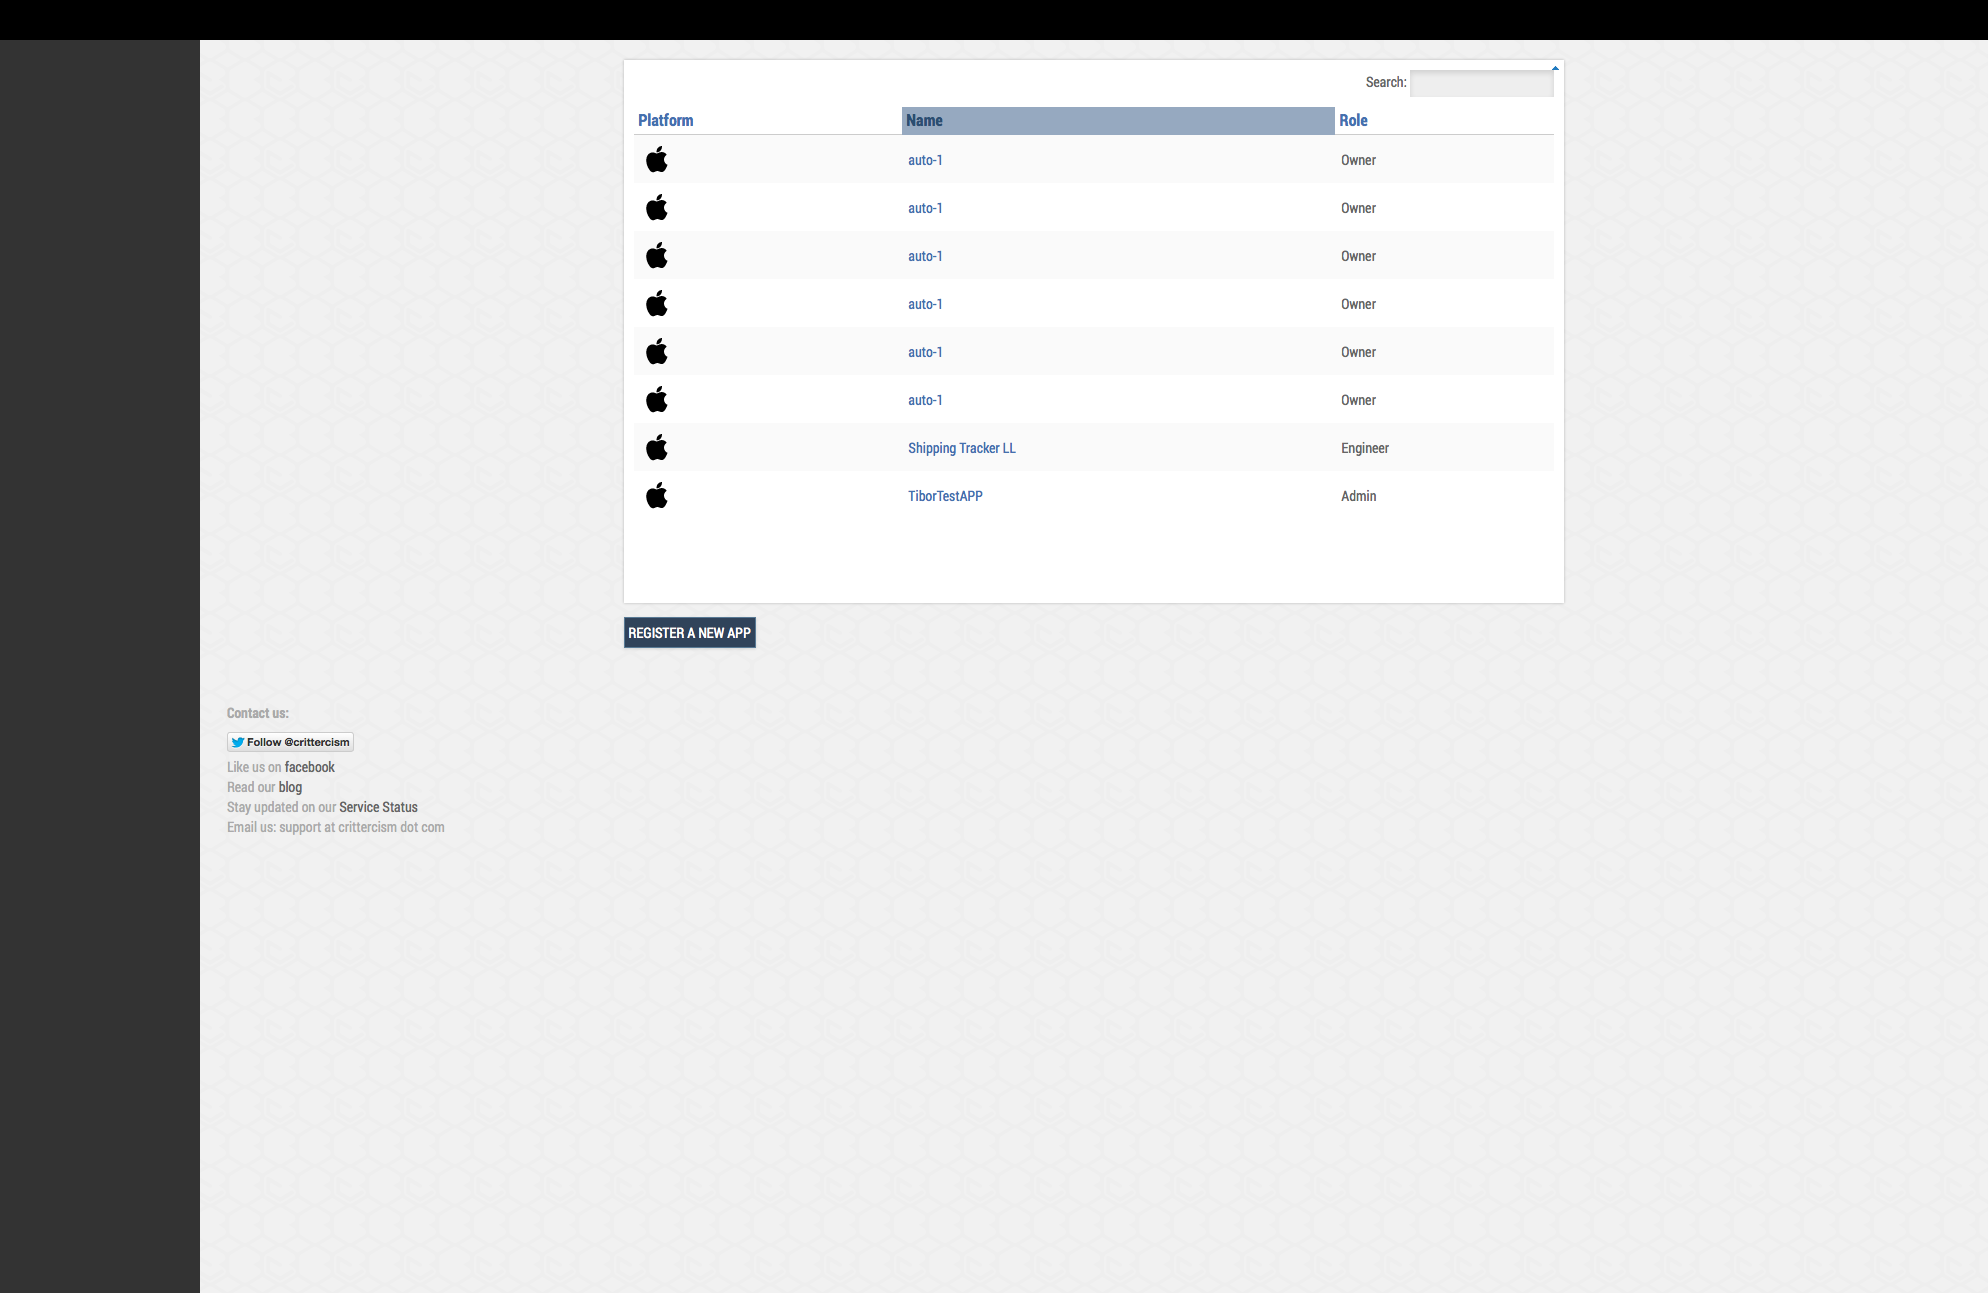 Search:
Platform Name Role
auto-1 Owner
auto-1 Owner
auto-1 Owner
auto-1 Owner
auto-1 Owner
auto-1 Owner
Shipping Tracker LL Engineer
TiborTestAPP Admin
REGISTER A NEW APP
Contact us:
Follow @crittercism
Like us on facebook
Read our blog
Stay updated on our Service Status
Email us: support at crittercism dot com